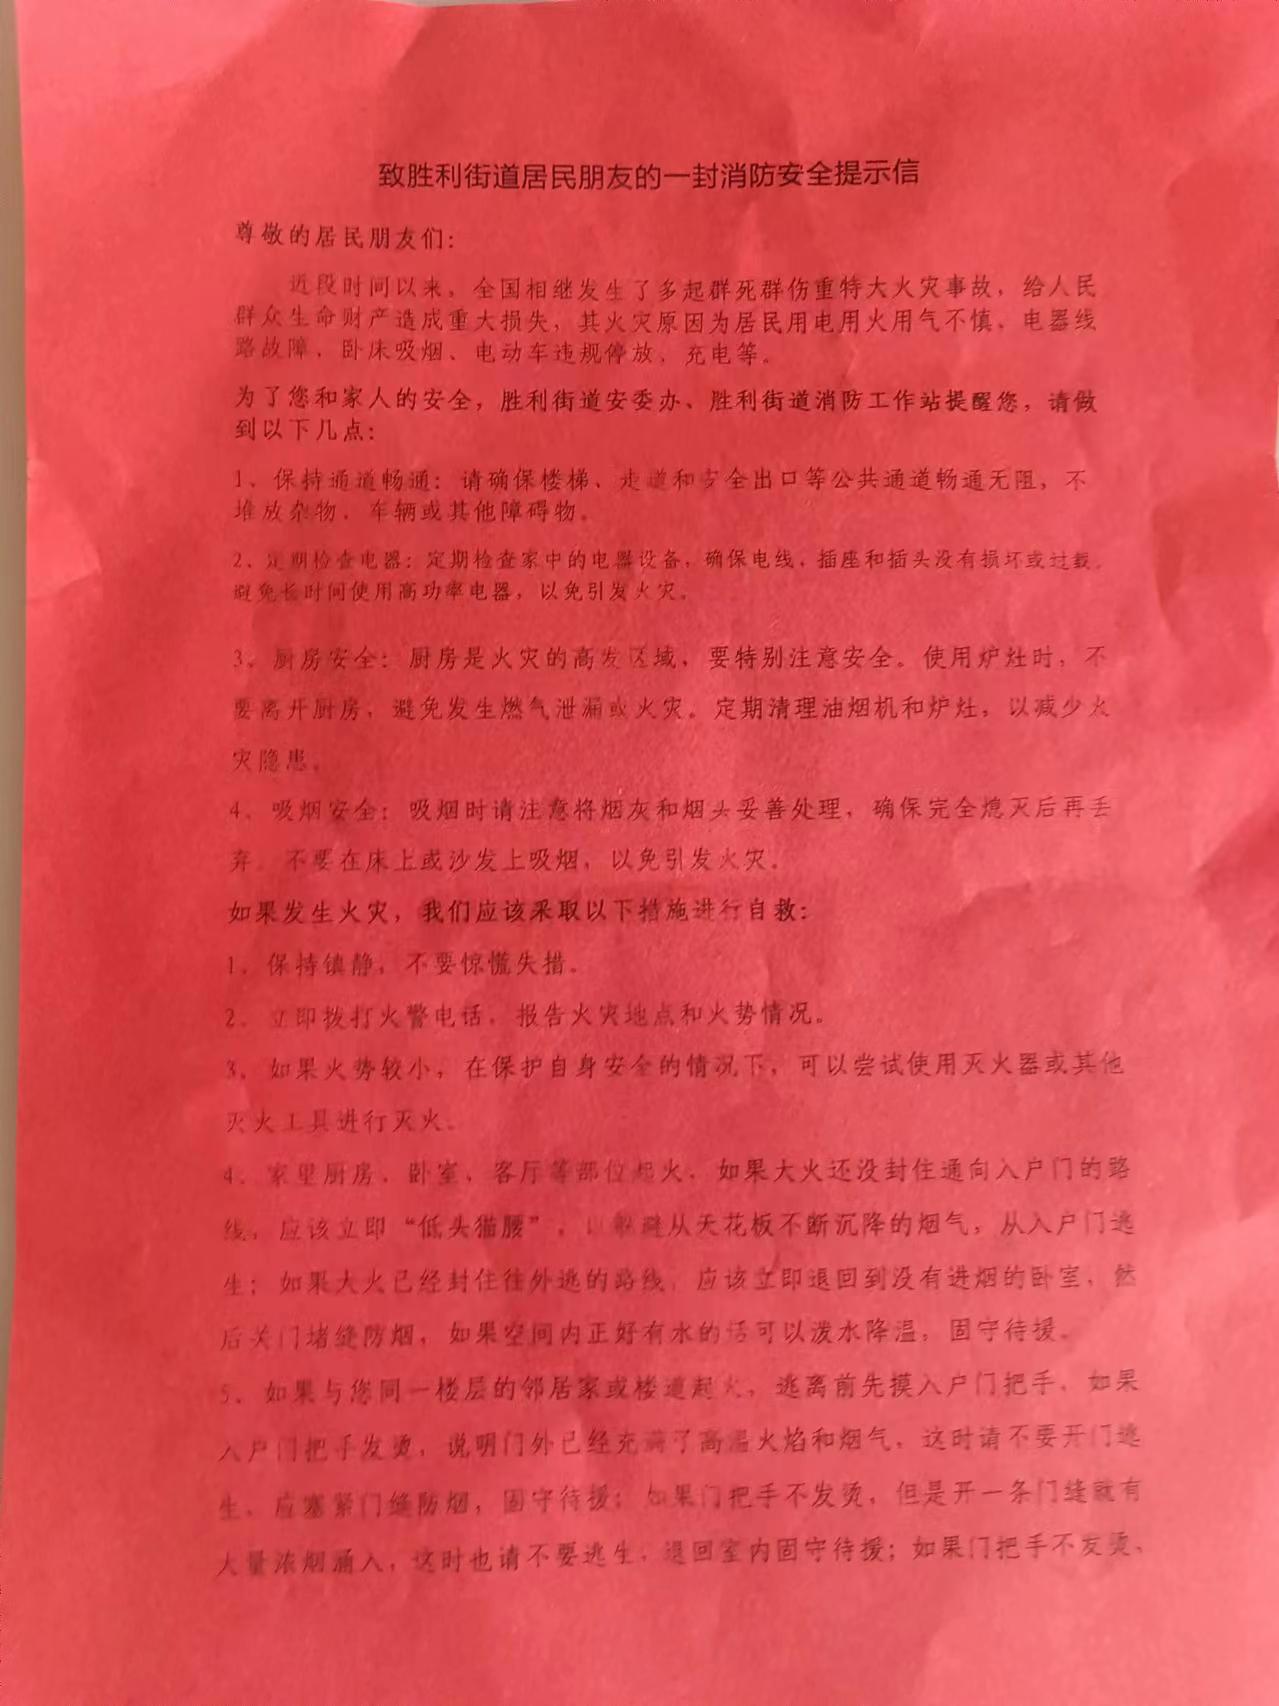 致胜利街道居民朋友的一封消防安全提示信
尊敬的居民朋友们：
近段时间以来，全国相继发生了多起群死群伤重特大火灾事故，给人民
群众生命财产造成重大损失，其火灾原因为居民用电用火用气不慎、电器线
路故障、卧床吸烟、电动车违规停放、充电等。
为了您和家人的安全，胜利街道安委办、胜利街道消防工作站提醒您，请做
到以下几点：
1、保持通道畅通：请确保楼梯、走道和安全出口等公共通道畅通无阻，不
堆放杂物、车辆或其他障碍物。
2、定期检查电器：定期检查家中的电器设备，确保电线、插座和插头没有损坏或过载。
避免长时间使用高功率电器，以免引发火灾。
3、厨房安全：厨房是火灾的高发区域，要特别注意安全。使用炉灶时，不
要离开厨房，避免发生燃气泄漏或火灾。定期清理油烟机和炉灶，以减少火
灾隐患。
4、吸烟安全：吸烟时请注意将烟灰和烟头妥善处理，确保完全熄灭后再丢
弃。不要在床上或沙发上吸烟，以免引发火灾。
如果发生火灾，我们应该采取以下措施进行自救：
1、保持镇静，不要惊慌失措。
2、立即拨打火警电话，报告火灾地点和火势情况。
3、如果火势较小，在保护自身安全的情况下，可以尝试使用灭火器或其他
灭火工具进行灭火。
4、家里厨房、卧室、客厅等部位起火，如果大火还没封住通向入户门的路
线，应该立即“低头猫腰”，以躲避从天花板不断沉降的烟气，从入户门逃
生；如果大火已经封住往外逃的路线，应该立即退回到没有进烟的卧室，然
后关门堵缝防烟，如果空间内正好有水的话可以泼水降温，固守待援。
5、如果与您同一楼层的邻居家或楼道起火，逃离前先摸入户门把手，如果
入户门把手发烫，说明门外已经充满了高温火焰和烟气，这时请不要开门逃
生，应塞紧门缝防烟，固守待援；如果门把手不发烫，但是开一条门缝就有
大量浓烟涌入，这时也请不要逃生，退回室内固守待援；如果门把手不发烫、